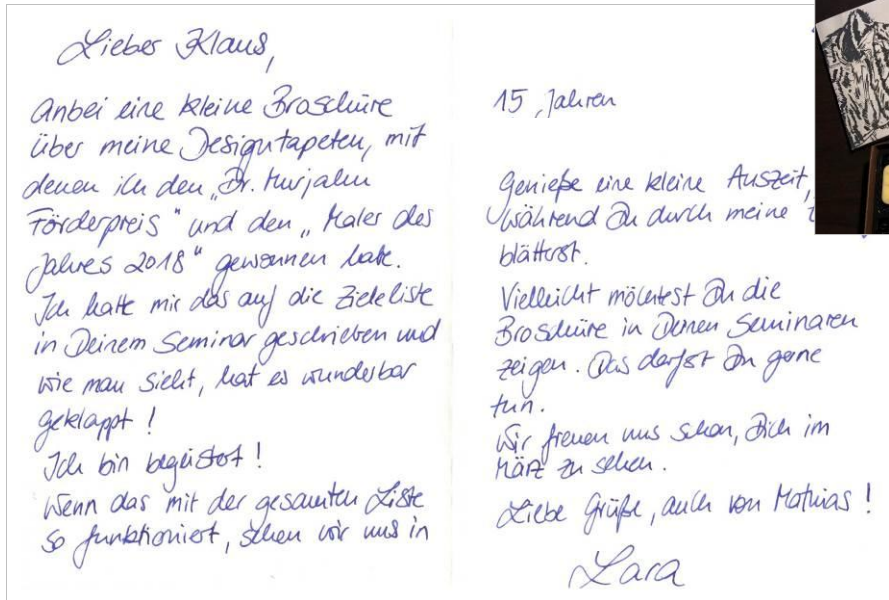 Lieber Klaus,
anbei eine kleine Broschüre
über meine Designtapeten, mit
denen ich den „Dr. Murjahn
Förderpreis" und den „Maler des
Jahres 2018" gewonnen habe.
Ich hatte mir das auf die Zieleliste
in Deinem Seminar geschrieben und
wie man sieht, hat es wunderbar
geklappt!
Ich bin begeistert!
Wenn das mit der gesamten Liste
so funktioniert, sehen wir uns in
15 Jahren
Genieße eine kleine Auszeit,
während Du durch meine
blätterst.
Vielleicht möchtest Du die
Broschüre in Deinen Seminaren
zeigen. Das darfst Du gerne
tun.
Wir freuen uns schon, Dich im
März zu sehen.
Liebe Grüße, auch von Mathias!
Lara